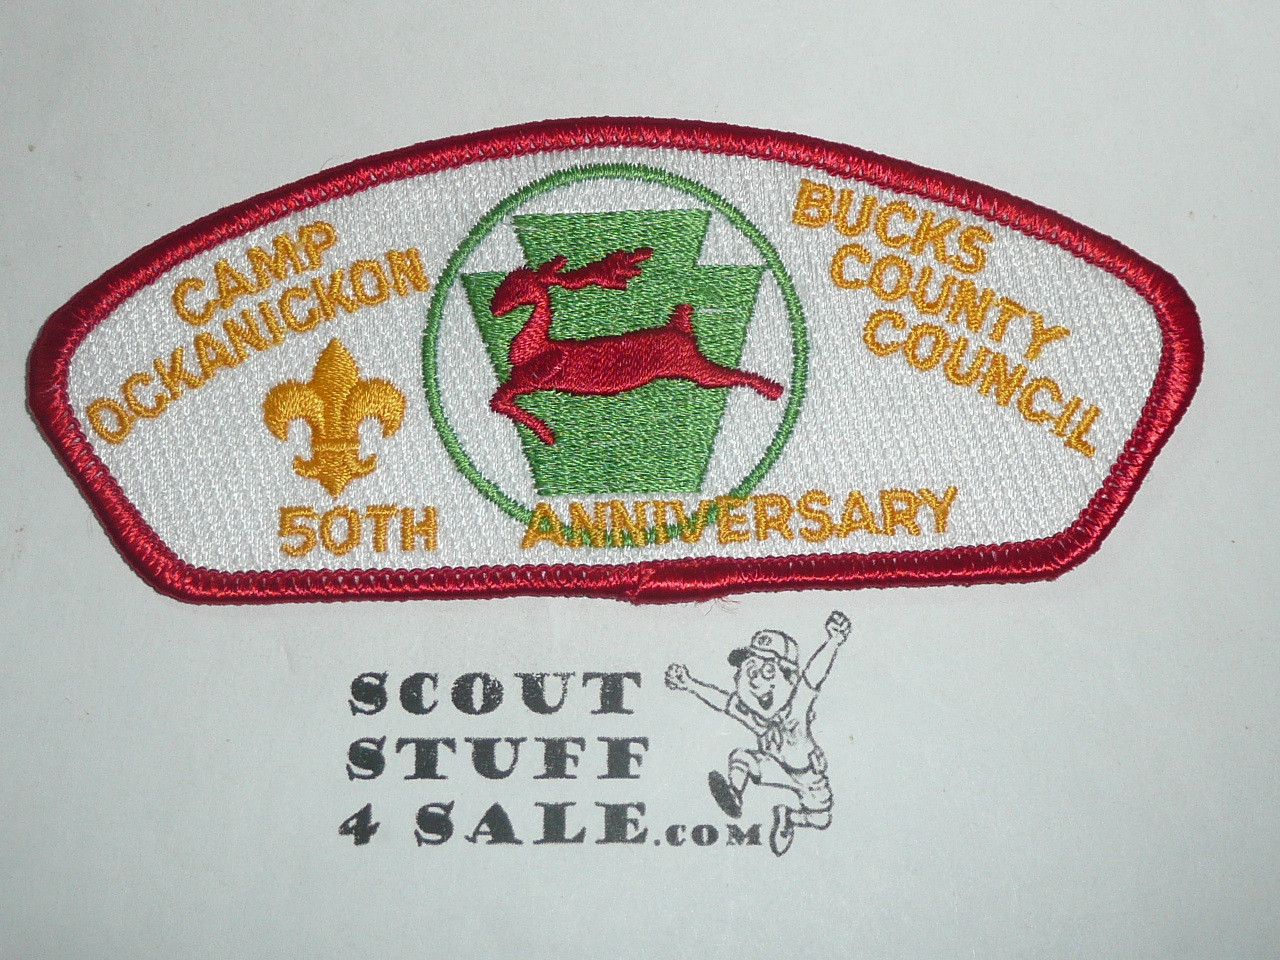 CAMP
OCKANICKON
BUCKS
COUNTY
COUNCIL
50TH ANNIVERSARY
SCOUT
STUFF
4 SALE.COM